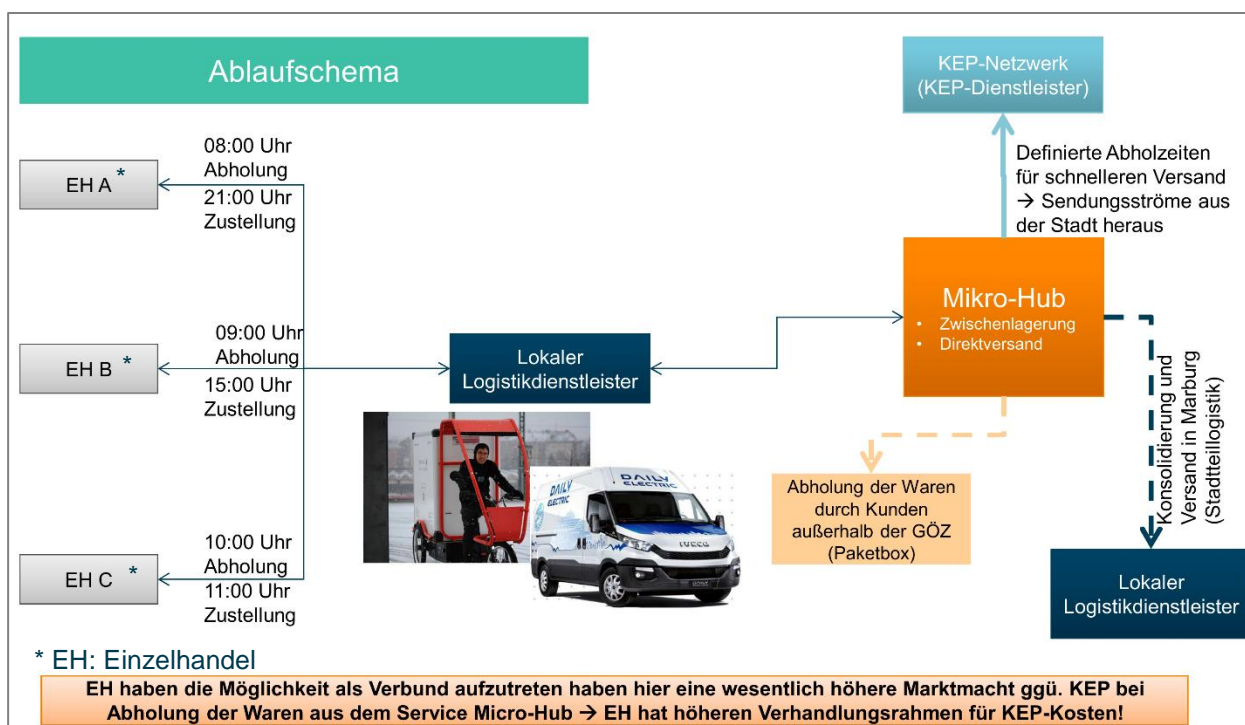 Ablaufschema
KEP-Netzwerk
(KEP-Dienstleister)
08:00 Uhr
Abholung
EH A *
21:00 Uhr
Zustellung
Definierte Abholzeiten
für schnelleren Versand
→ Sendungsströme aus
der Stadt heraus
09:00 Uhr
Abholung
EH B *
15:00 Uhr
Zustellung
Lokaler
Logistikdienstleister
Mikro-Hub
• Zwischenlagerung
• Direktversand
Konsolidierung und
Versand in Marburg
(Stadtteillogistik)
DAILY
ELECTRIC
DAILY
ELECTRIC
IVECO
Abholung der Waren
durch Kunden
außerhalb der GÖZ
(Paketbox)
10:00 Uhr
Abholung
EH C *
11:00 Uhr
Zustellung
Lokaler
Logistikdienstleister
* EH: Einzelhandel
EH haben die Möglichkeit als Verbund aufzutreten haben hier eine wesentlich höhere Marktmacht ggü. KEP bei
Abholung der Waren aus dem Service Micro-Hub → EH hat höheren Verhandlungsrahmen für KEP-Kosten!